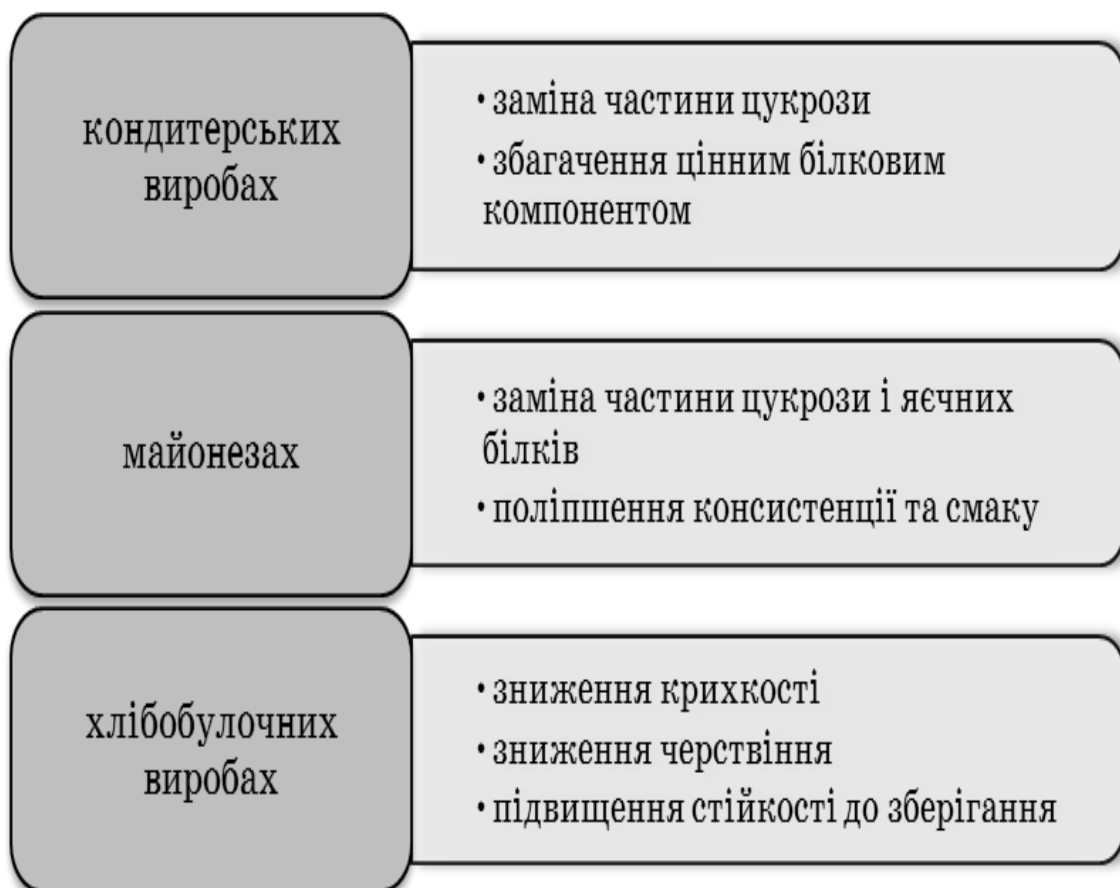 кондитерських
виробах
• заміна частини цукрози
• збагачення цінним білковим
компонентом
майонезах
• заміна частини цукрози і яєчних
білків
• поліпшення консистенції та смаку
хлібобулочних
виробах
• зниження крихкості
• зниження черствіння
• підвищення стійкості до зберігання